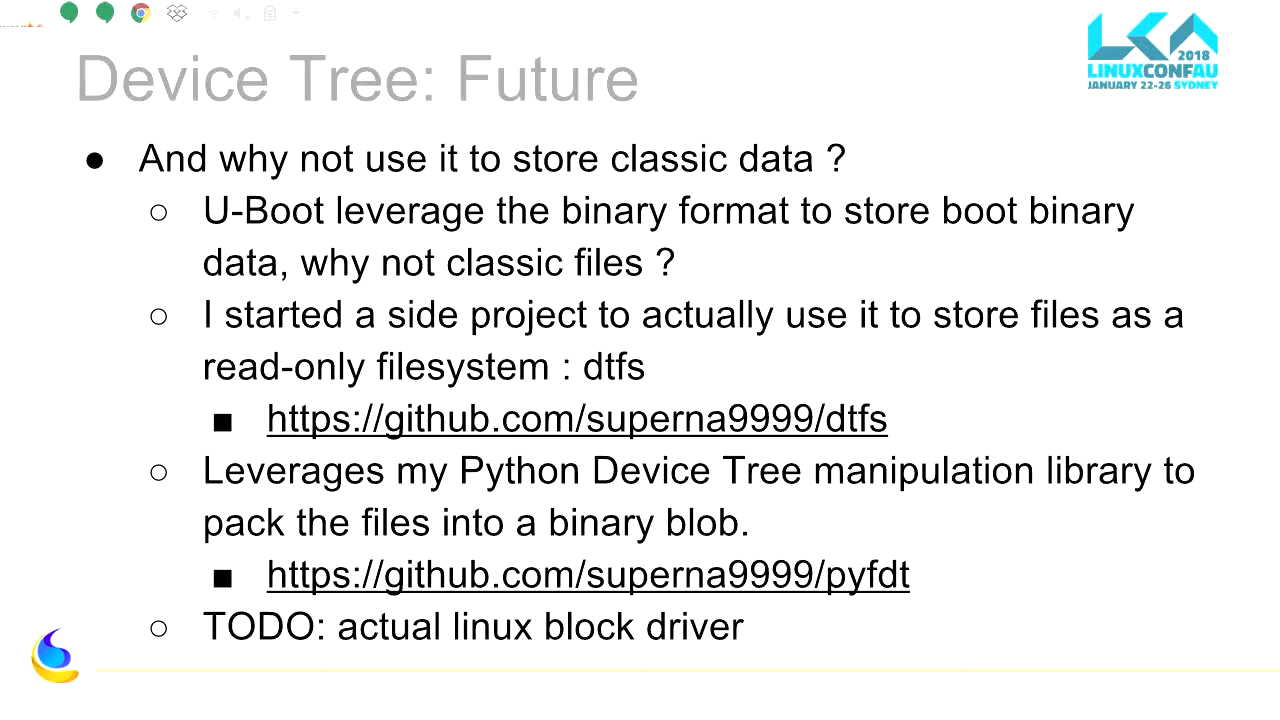 Device Tree: Future
2018
LINUXCONFAU
JANUARY 22-26 SYDNEY
● And why not use it to store classic data ?
○ U-Boot leverage the binary format to store boot binary
data, why not classic files ?
○ I started a side project to actually use it to store files as a
read-only filesystem : dtfs
■ https://github.com/superna9999/dtfs
○ Leverages my Python Device Tree manipulation library to
pack the files into a binary blob.
■ https://github.com/superna9999/pyfdt
○ TODO: actual linux block driver